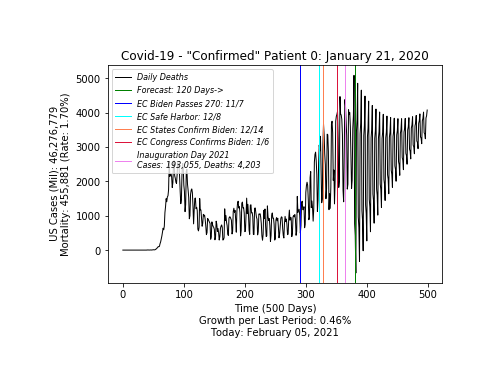 Covid-19 - "Confirmed" Patient 0: January 21, 2020
US Cases (Mil): 46,276,779
Mortality: 455,881 (Rate: 1.70%)
5000
4000
3000
2000
1000
0
Daily Deaths
Forecast: 120 Days->
EC Biden Passes 270: 11/7
EC Safe Harbor: 12/8
EC States Confirm Biden: 12/14
EC Congress Confirms Biden: 1/6
Inauguration Day 2021
Cases: 193,055, Deaths: 4,203
0 100 200 300 400 500
Time (500 Days)
Growth per Last Period: 0.46%
Today: February 05, 2021